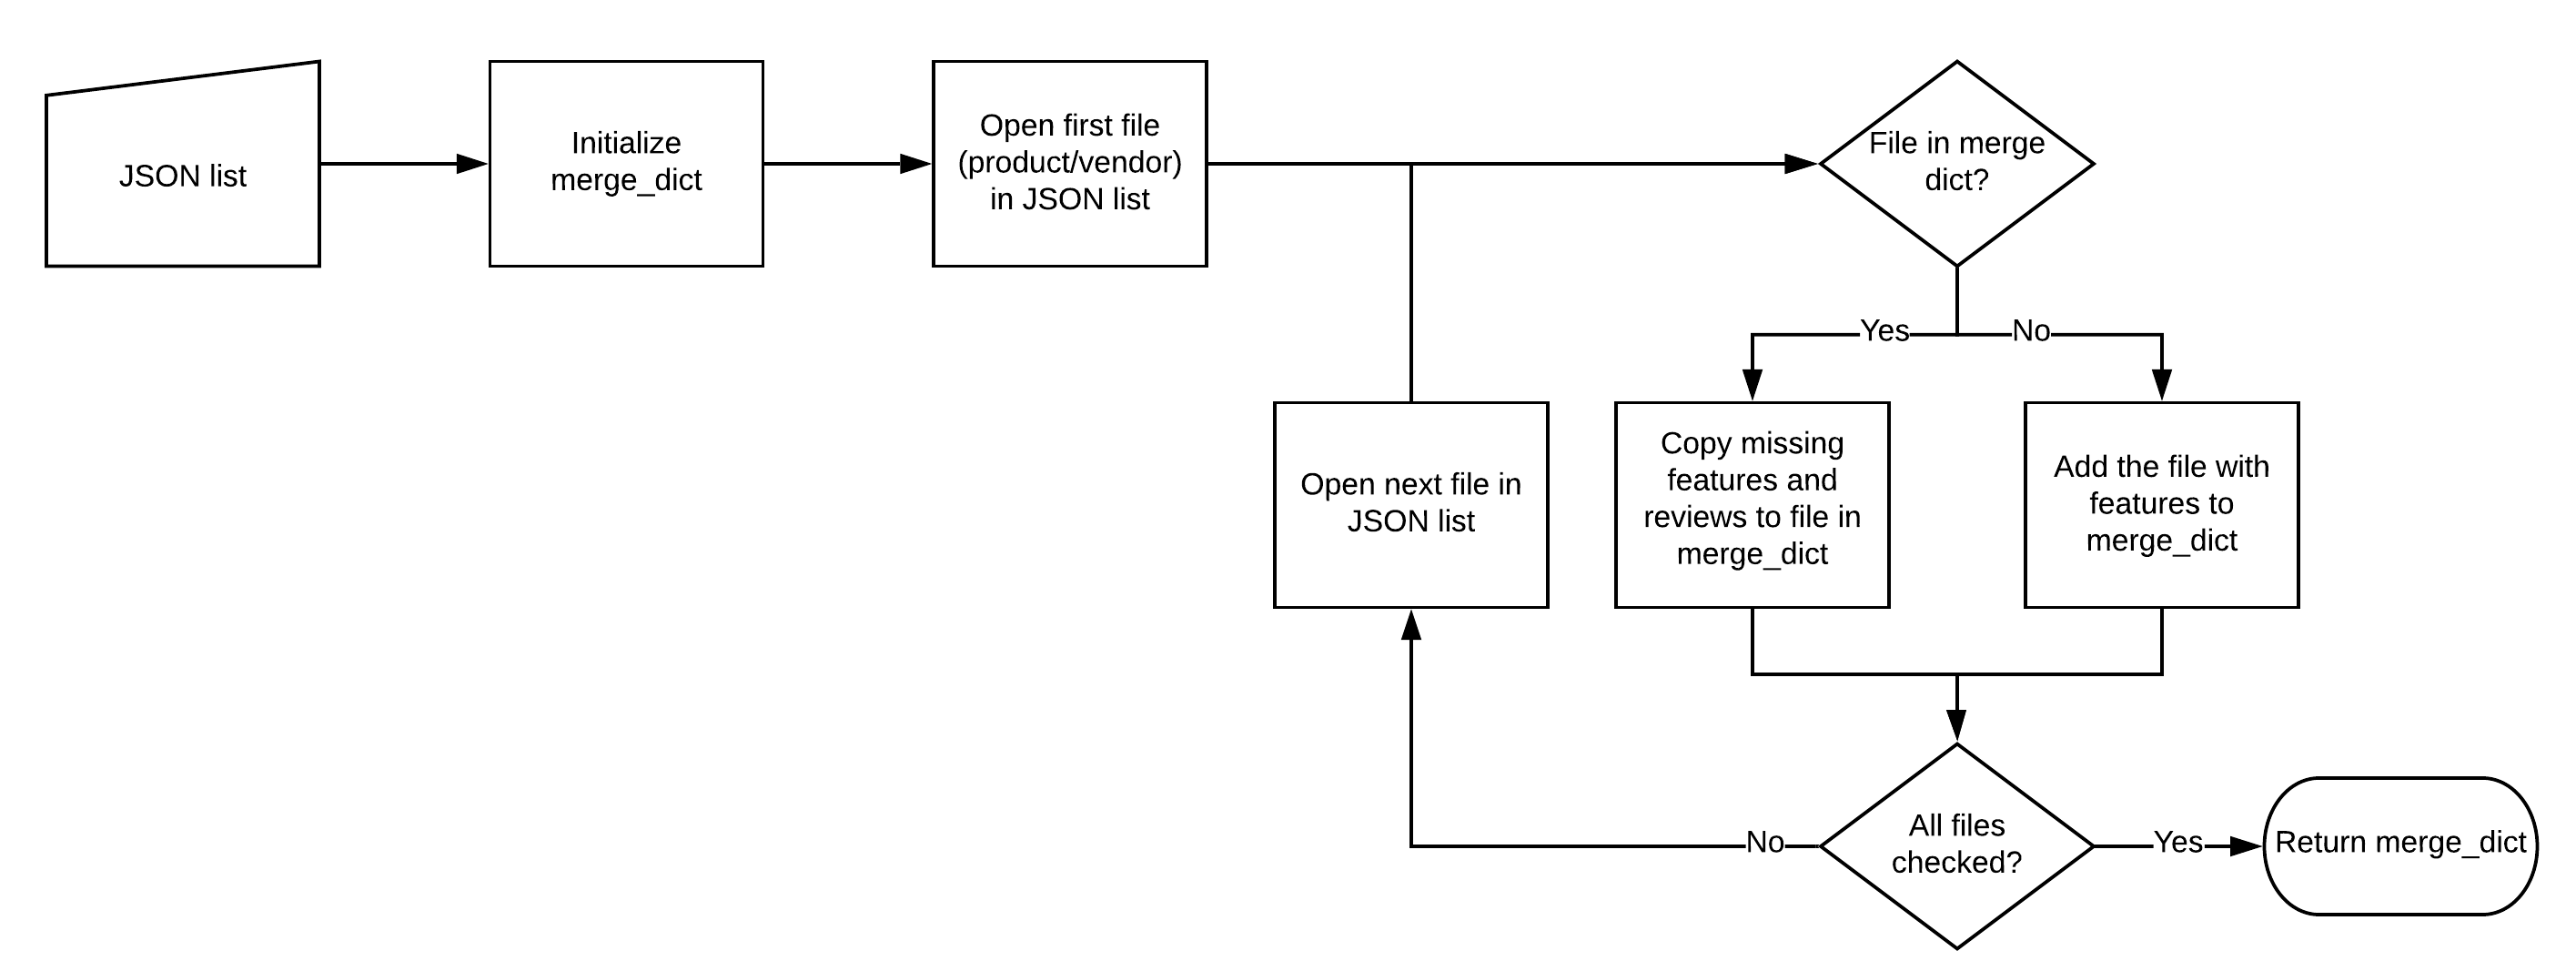 JSON list
Initialize
merge_dict
Open first file
(product/vendor)
in JSON list
File in merge
dict?
Yes
No
Open next file in
JSON list
Copy missing
features and
reviews to file in
merge_dict
Add the file with
features to
merge_dict
All files
checked?
No
Yes
Return merge_dict